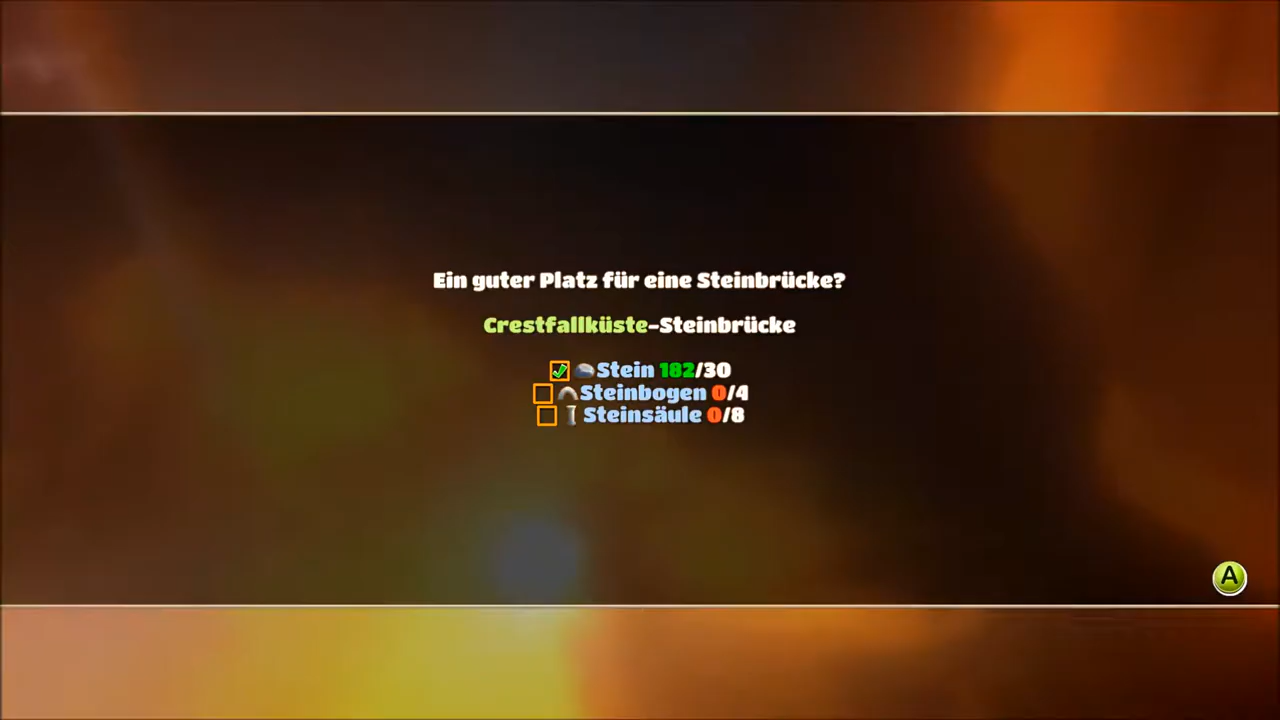 Ein guter Platz für eine Steinbrücke?
Crestfallküste-Steinbrücke
Stein 182/30
Steinbogen 0/4
Steinsäule 0/8
A